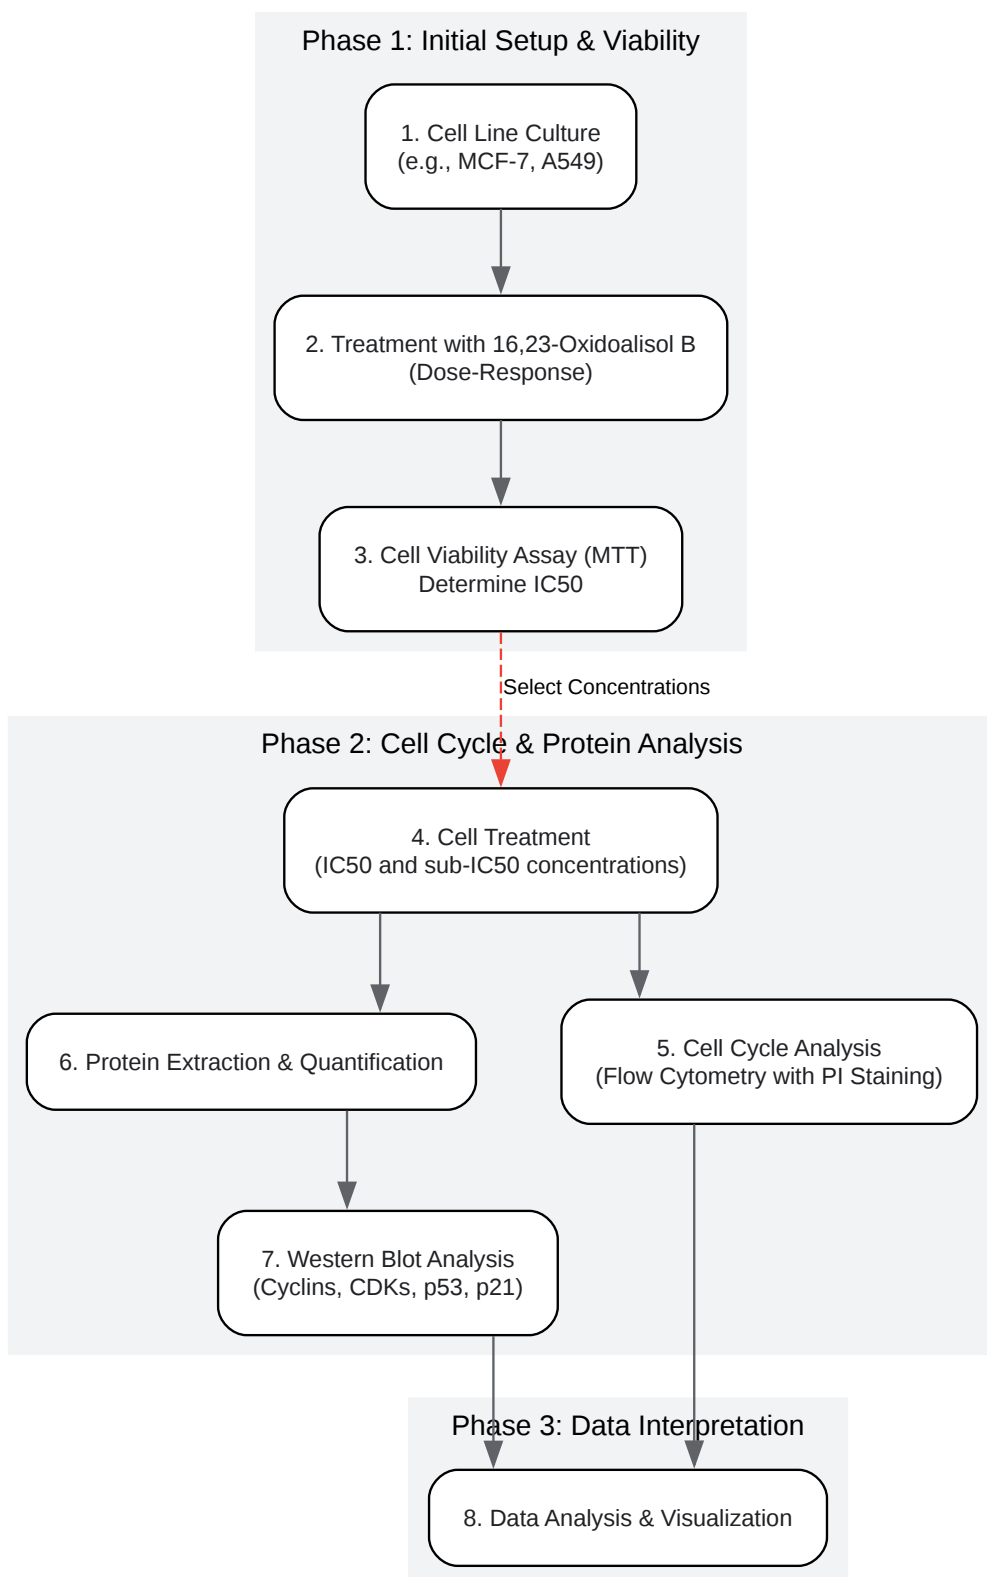 Phase 1: Initial Setup & Viability
1. Cell Line Culture
(e.g., MCF-7, A549)
2. Treatment with 16,23-Oxidoalisol B
(Dose-Response)
3. Cell Viability Assay (MTT)
Determine IC50
Select Concentrations
Phase 2: Cell Cycle & Protein Analysis
4. Cell Treatment
(IC50 and sub-IC50 concentrations)
6. Protein Extraction & Quantification
5. Cell Cycle Analysis
(Flow Cytometry with PI Staining)
7. Western Blot Analysis
(Cyclins, CDKs, p53, p21)
Phase 3: Data Interpretation
8. Data Analysis & Visualization